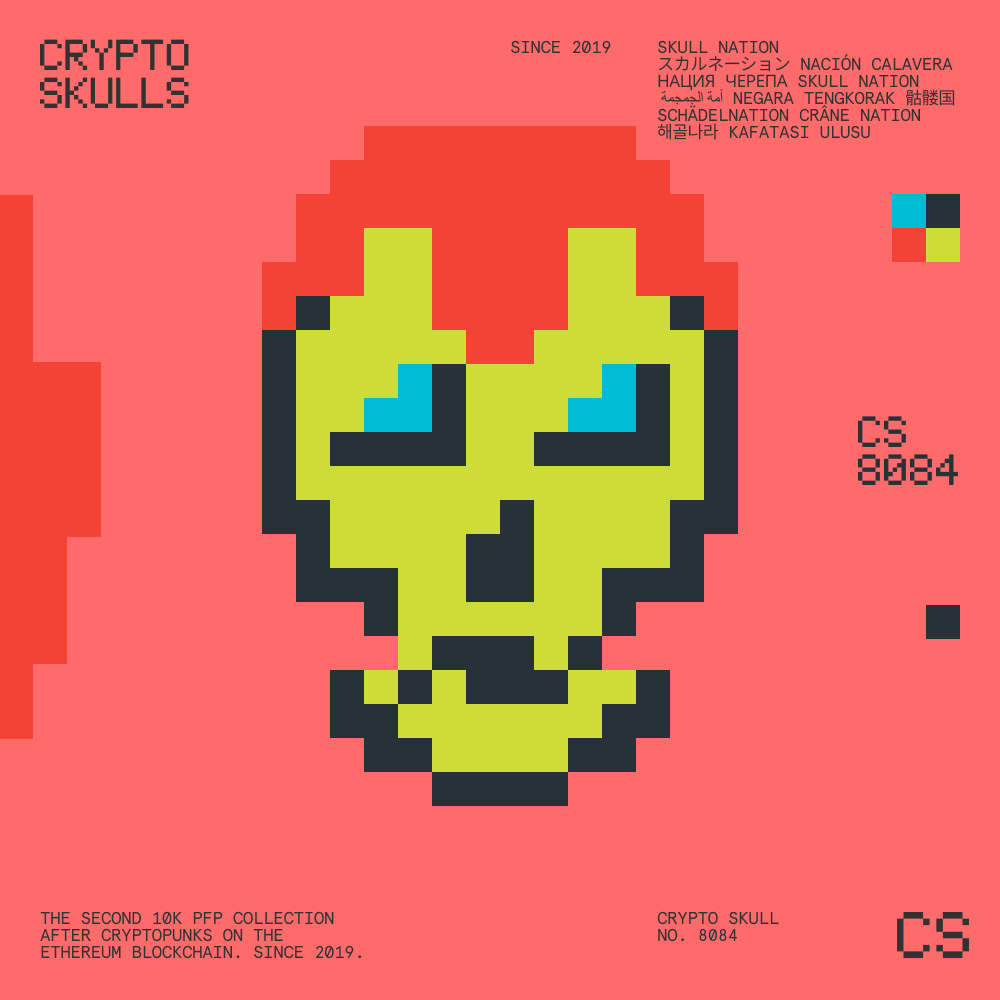 CRYPTO
SKULLS
SINCE 2019
SKULL NATION
スカルネーション NACIÓN CALAVERA
НАЦИЯ ЧЕРЕПА SKULL NATION
أمة الجمجمة NEGARA TENGKORAK 骷髅国
SCHÄDELNATION CRÂNE NATION
해골나라 KAFATASI ULUSU
CS
8084
THE SECOND 10K PFP COLLECTION
AFTER CRYPTOPUNKS ON THE
ETHEREUM BLOCKCHAIN. SINCE 2019.
CRYPTO SKULL
NO. 8084
CS